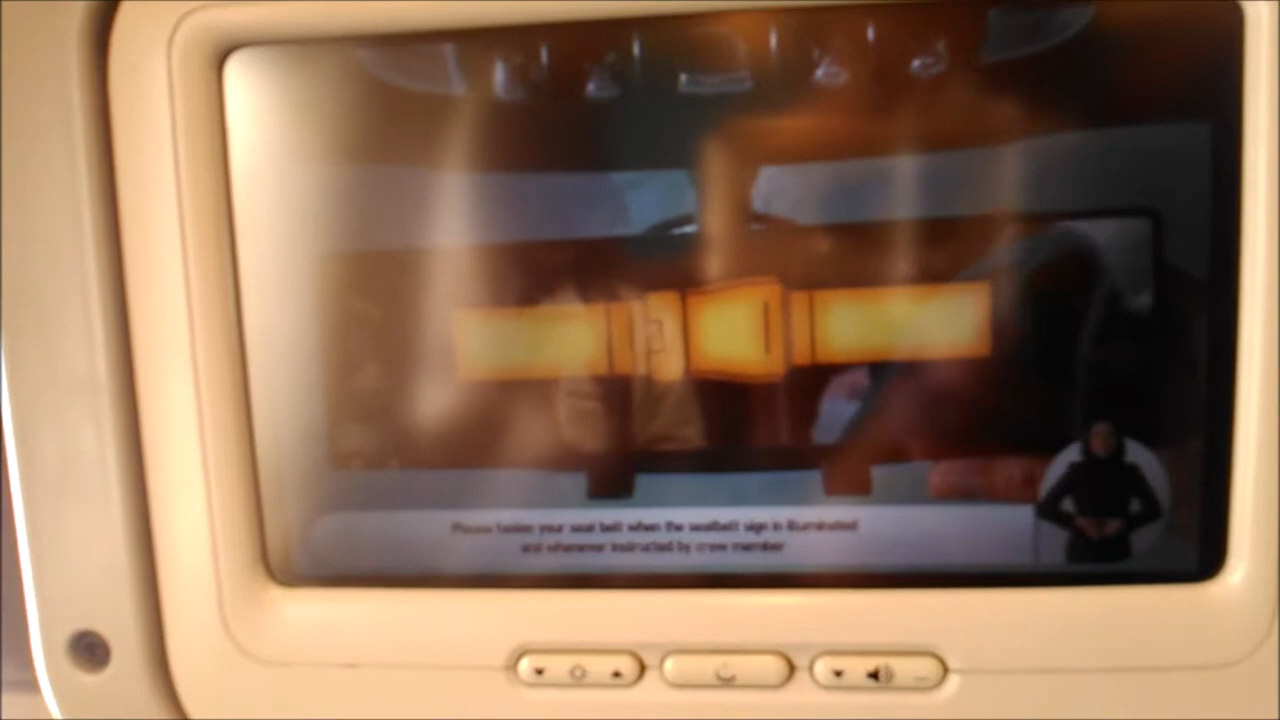 Please fasten your seat belt when the seatbelt sign is illuminated
and whenever instructed by crew member